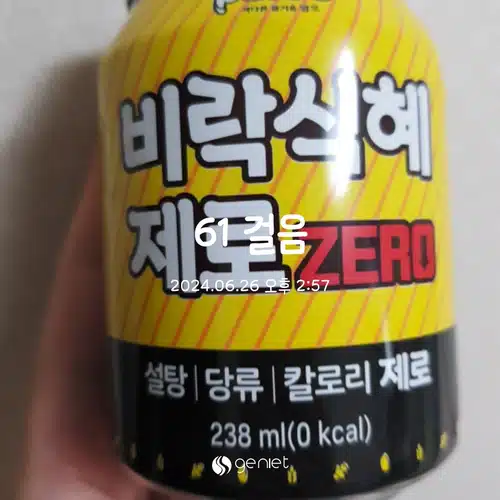 비락식혜
제로 ZERO
61 걸음
2024.06.26 오후 2:57
설탕 | 당류 | 칼로리 제로
238 ml(0 kcal)
geniet